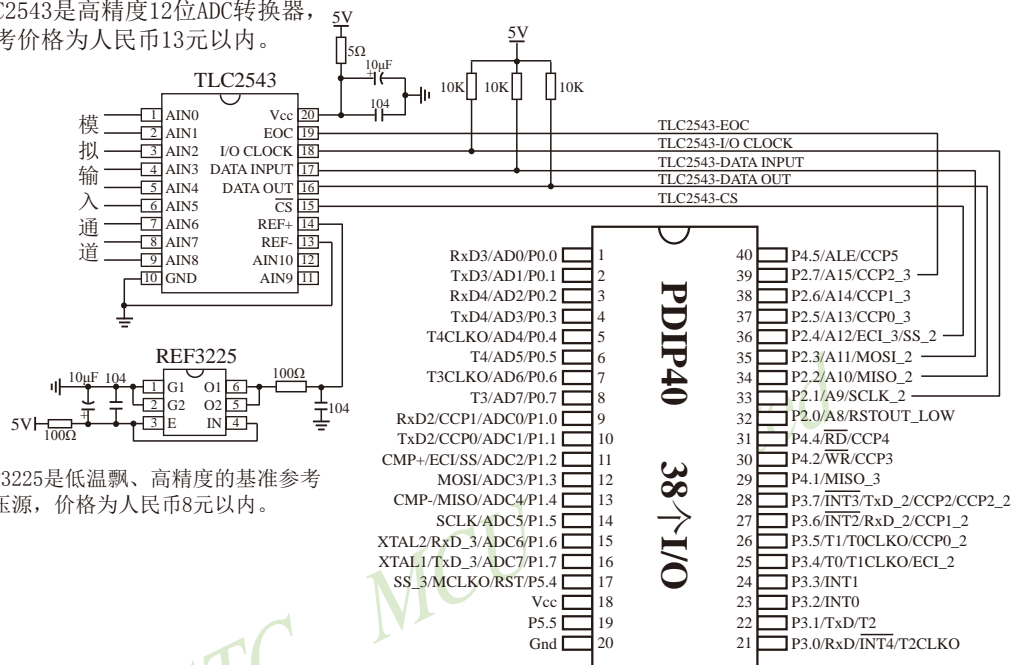 C2543是高精度12位ADC转换器，
考价格为人民币13元以内。
5V
5Ω
10μF
+
104
5V
10K
10K
10K
TLC2543
模拟输入通道
1 AIN0
2 AIN1
3 AIN2
4 AIN3
5 AIN4
6 AIN5
7 AIN6
8 AIN7
9 AIN8
10 GND
Vcc 20
EOC 19
I/O CLOCK 18
DATA INPUT 17
DATA OUT 16
CS 15
REF+ 14
REF- 13
AIN10 12
AIN9 11
TLC2543-EOC
TLC2543-I/O CLOCK
TLC2543-DATA INPUT
TLC2543-DATA OUT
TLC2543-CS
REF3225
10μF
104
+
1 G1
2 G2
3 E
O1 6
O2 5
IN 4
100Ω
104
5V
100Ω
3225是低温飘、高精度的基准参考
压源，价格为人民币8元以内。
PDIP40 38个I/O
RxD3/AD0/P0.0 1
TxD3/AD1/P0.1 2
RxD4/AD2/P0.2 3
TxD4/AD3/P0.3 4
T4CLKO/AD4/P0.4 5
T4/AD5/P0.5 6
T3CLKO/AD6/P0.6 7
T3/AD7/P0.7 8
RxD2/CCP1/ADC0/P1.0 9
TxD2/CCP0/ADC1/P1.1 10
CMP+/ECI/SS/ADC2/P1.2 11
MOSI/ADC3/P1.3 12
CMP-/MISO/ADC4/P1.4 13
SCLK/ADC5/P1.5 14
XTAL2/RxD_3/ADC6/P1.6 15
XTAL1/TxD_3/ADC7/P1.7 16
SS_3/MCLKO/RST/P5.4 17
Vcc 18
P5.5 19
Gnd 20
40 P4.5/ALE/CCP5
39 P2.7/A15/CCP2_3
38 P2.6/A14/CCP1_3
37 P2.5/A13/CCP0_3
36 P2.4/A12/ECI_3/SS_2
35 P2.3/A11/MOSI_2
34 P2.2/A10/MISO_2
33 P2.1/A9/SCLK_2
32 P2.0/A8/RSTOUT_LOW
31 P4.4/RD/CCP4
30 P4.2/WR/CCP3
29 P4.1/MISO_3
28 P3.7/INT3/TxD_2/CCP2/CCP2_2
27 P3.6/INT2/RxD_2/CCP1_2
26 P3.5/T1/T0CLKO/CCP0_2
25 P3.4/T0/T1CLKO/ECI_2
24 P3.3/INT1
23 P3.2/INT0
22 P3.1/TxD/T2
21 P3.0/RxD/INT4/T2CLKO
MCU